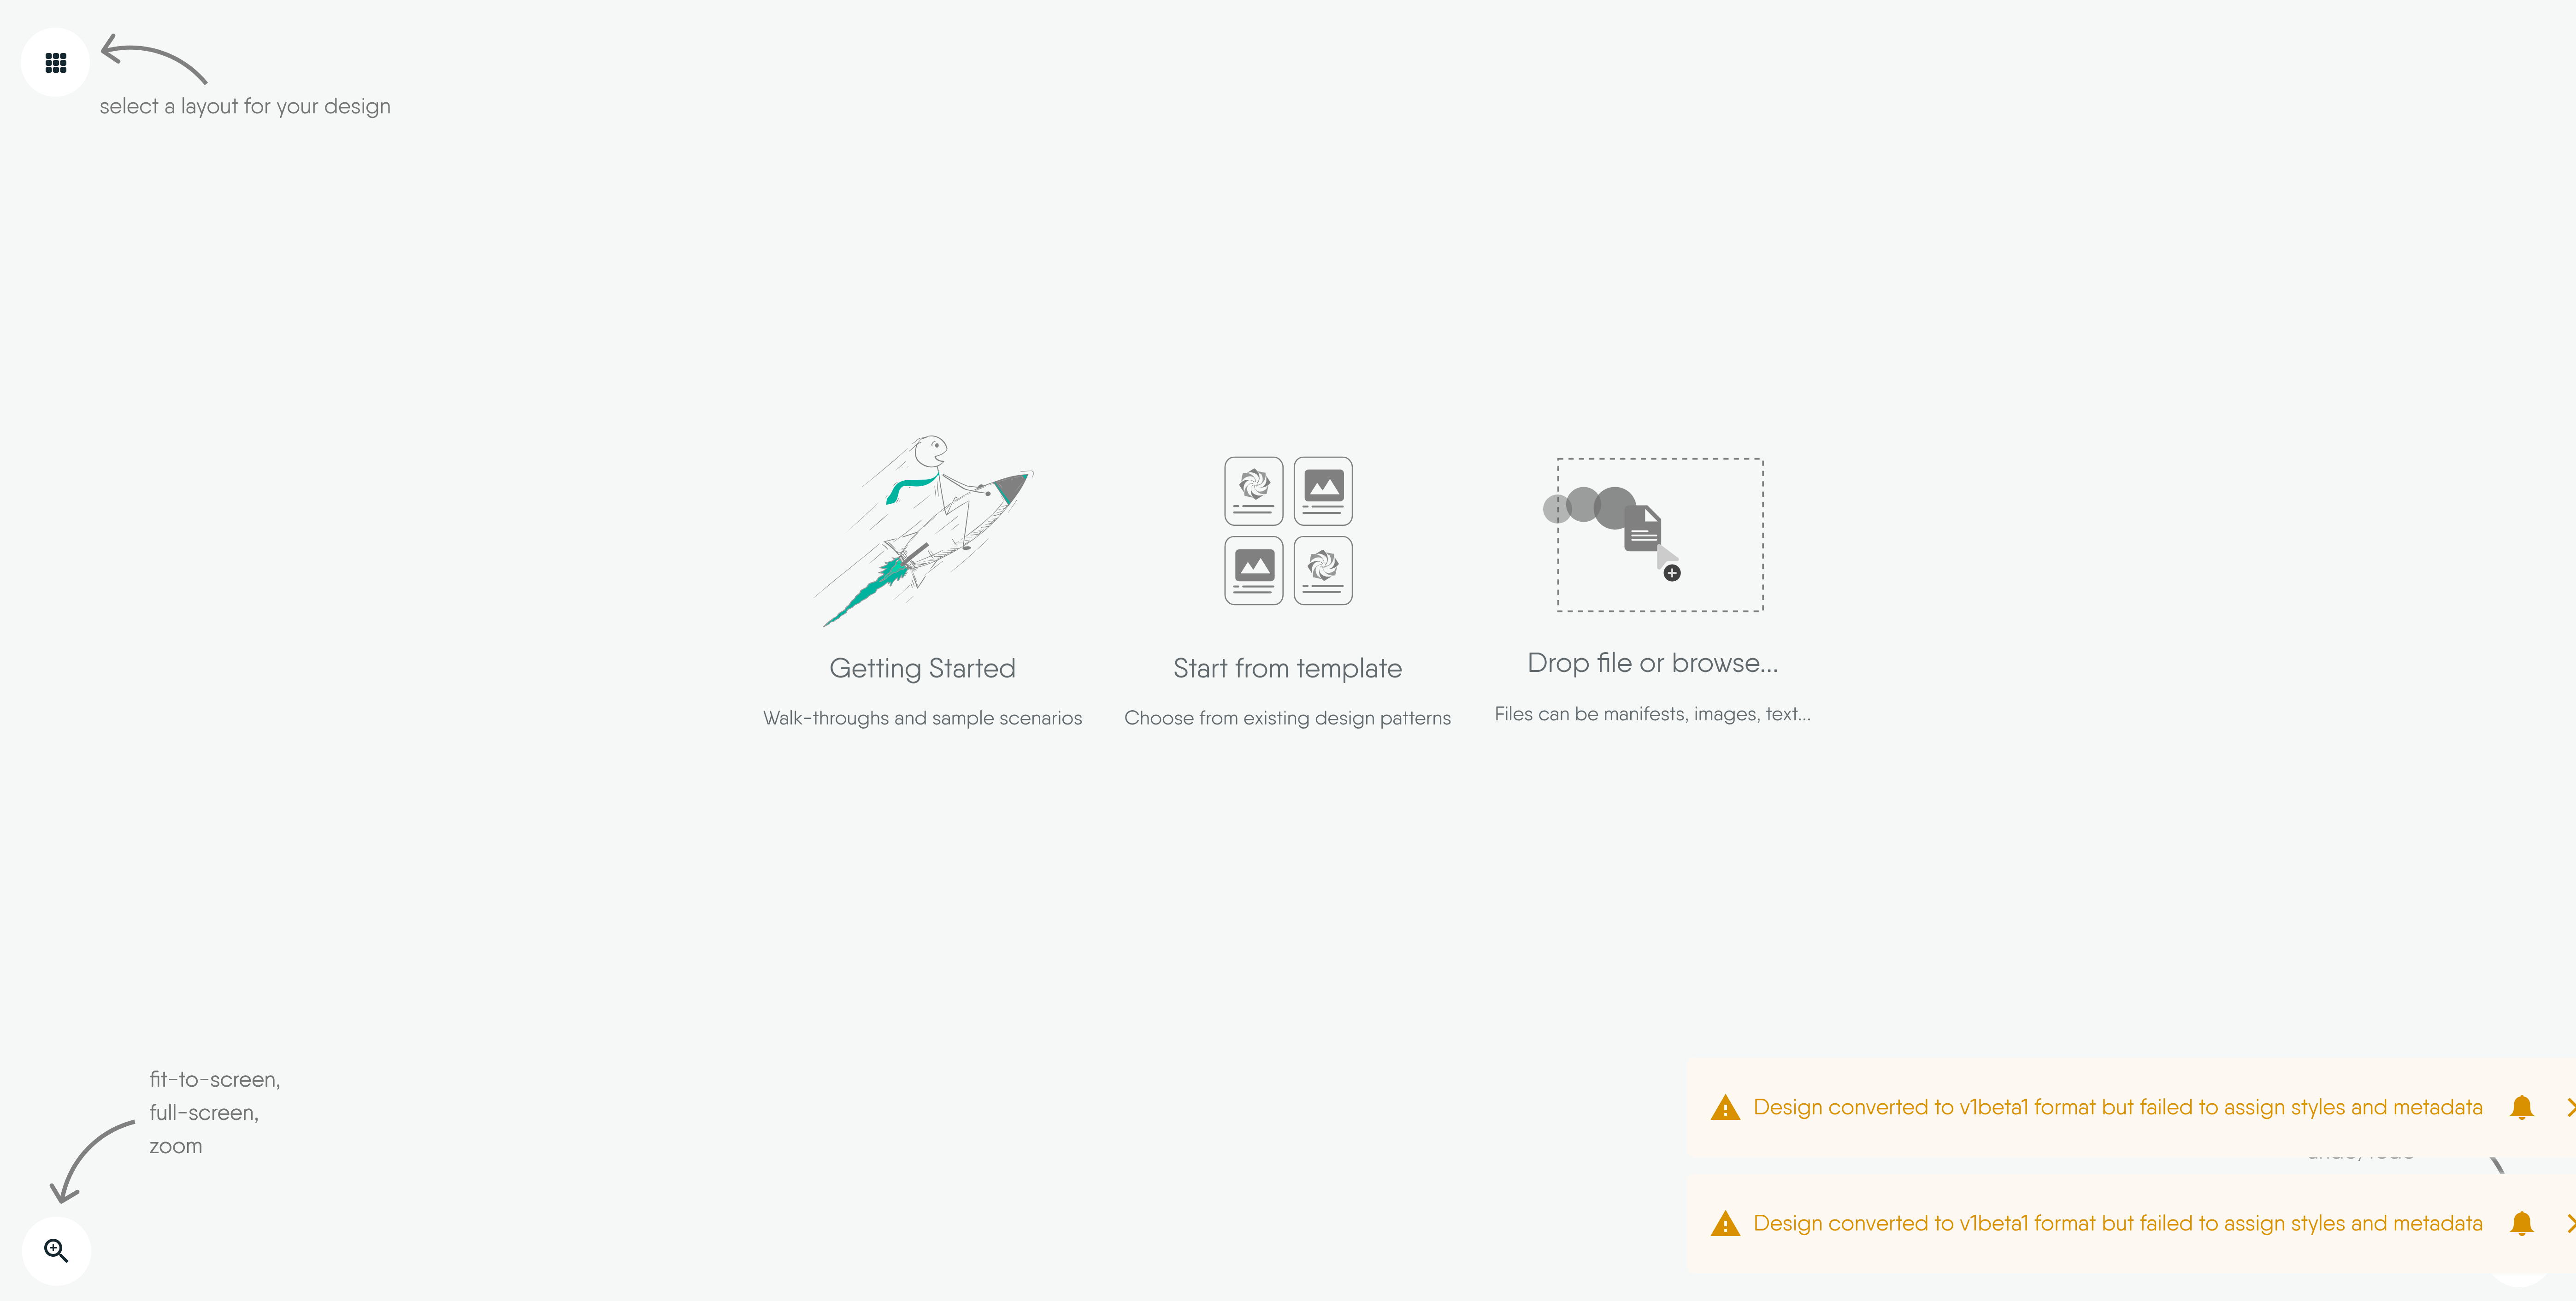 select a layout for your design
Getting Started
Walk-throughs and sample scenarios
Start from template
Choose from existing design patterns
Drop file or browse...
Files can be manifests, images, text...
fit-to-screen,
full-screen,
zoom
Design converted to v1beta1 format but failed to assign styles and metadata
Design converted to v1beta1 format but failed to assign styles and metadata